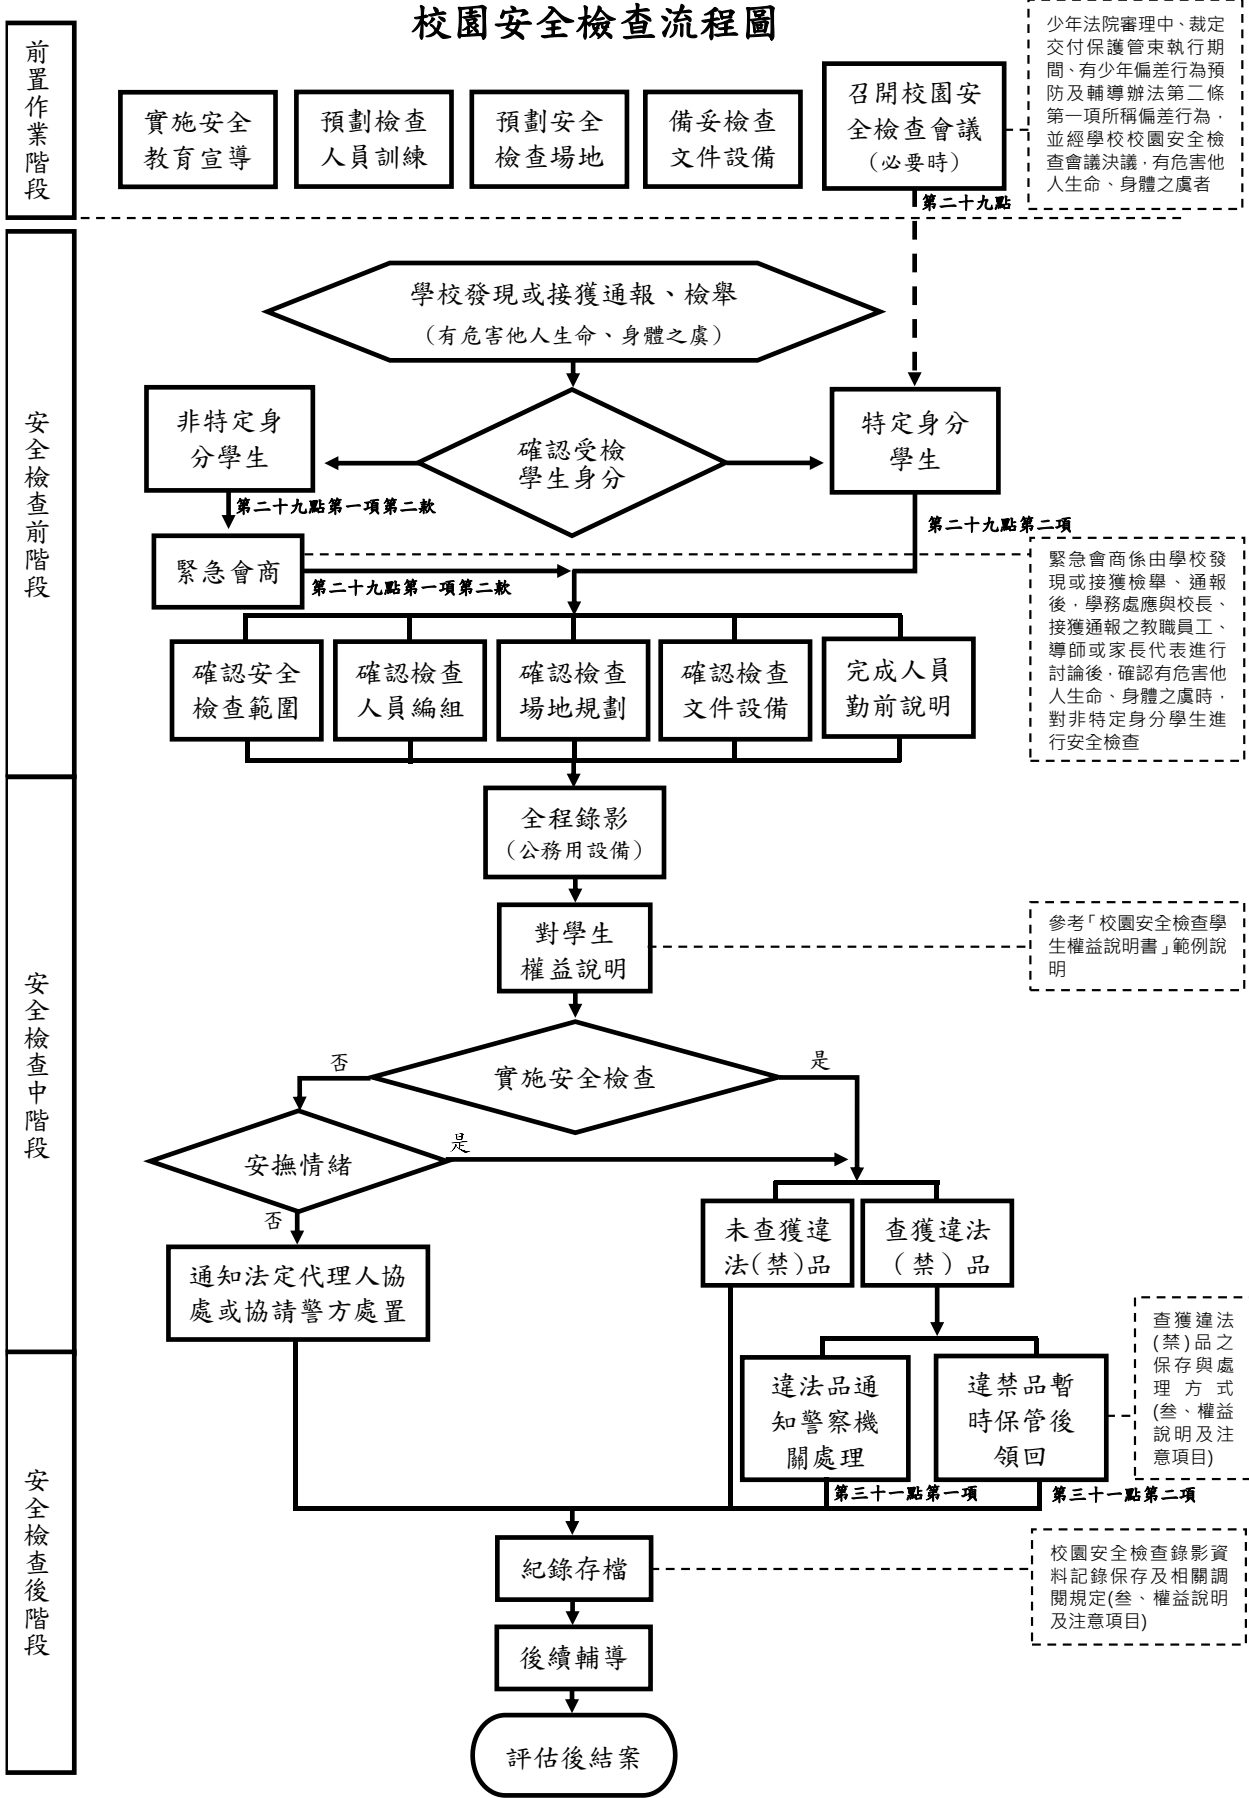 校園安全檢查流程圖
前置作業階段
實施安全
教育宣導
預劃檢查
人員訓練
預劃安全
檢查場地
備妥檢查
文件設備
召開校園安
全檢查會議
（必要時）
少年法院審理中、裁定
交付保護管束執行期
間、有少年偏差行為預
防及輔導辦法第二條
第一項所稱偏差行為，
並經學校校園安全檢
查會議決議，有危害他
人生命、身體之虞者
第二十九點
安全檢查前階段
學校發現或接獲通報、檢舉
（有危害他人生命、身體之虞）
非特定身
分學生
確認受檢
學生身分
特定身分
學生
第二十九點第一項第二款
第二十九點第二項
緊急會商
第二十九點第一項第二款
緊急會商係由學校發
現或接獲檢舉、通報
後，學務處應與校長、
接獲通報之教職員工、
導師或家長代表進行
討論後，確認有危害他
人生命、身體之虞時，
對非特定身分學生進
行安全檢查
確認安全
檢查範圍
確認檢查
人員編組
確認檢查
場地規劃
確認檢查
文件設備
完成人員
勤前說明
安全檢查中階段
全程錄影
（公務用設備）
對學生
權益說明
參考「校園安全檢查學
生權益說明書」範例說
明
實施安全檢查
否
是
安撫情緒
是
否
通知法定代理人協
處或協請警方處置
未查獲違
法(禁)品
查獲違法
（禁）品
安全檢查後階段
違法品通
知警察機
關處理
違禁品暫
時保管後
領回
查獲違法
(禁)品之
保存與處
理方式
(叁、權益
說明及注
意項目)
第三十一點第一項
第三十一點第二項
紀錄存檔
校園安全檢查錄影資
料記錄保存及相關調
閱規定(叁、權益說明
及注意項目)
後續輔導
評估後結案